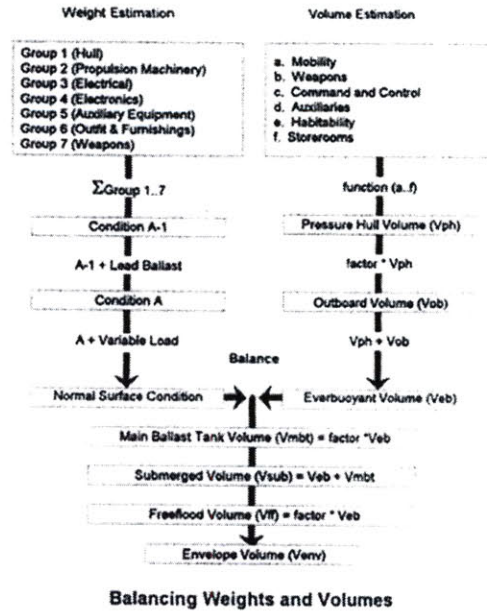 Weight Estimation
Group 1 (Hull)
Group 2 (Propulsion Machinery)
Group 3 (Electrical)
Group 4 (Electronics)
Group 5 (Auxiliary Equipment)
Group 6 (Outfit & Furnishings)
Group 7 (Weapons)
ΣGroup 1..7
Condition A-1
A-1 + Lead Ballast
Condition A
A + Variable Load
Normal Surface Condition
Volume Estimation
a. Mobility
b. Weapons
c. Command and Control
d. Auxiliaries
e. Habitability
f. Storerooms
function (a..f)
Pressure Hull Volume (Vph)
factor * Vph
Outboard Volume (Vob)
Vph + Vob
Everbuoyant Volume (Veb)
Balance
Main Ballast Tank Volume (Vmbt) = factor *Veb
Submerged Volume (Vsub) = Veb + Vmbt
Freeflood Volume (Vff) = factor * Veb
Envelope Volume (Venv)
Balancing Weights and Volumes